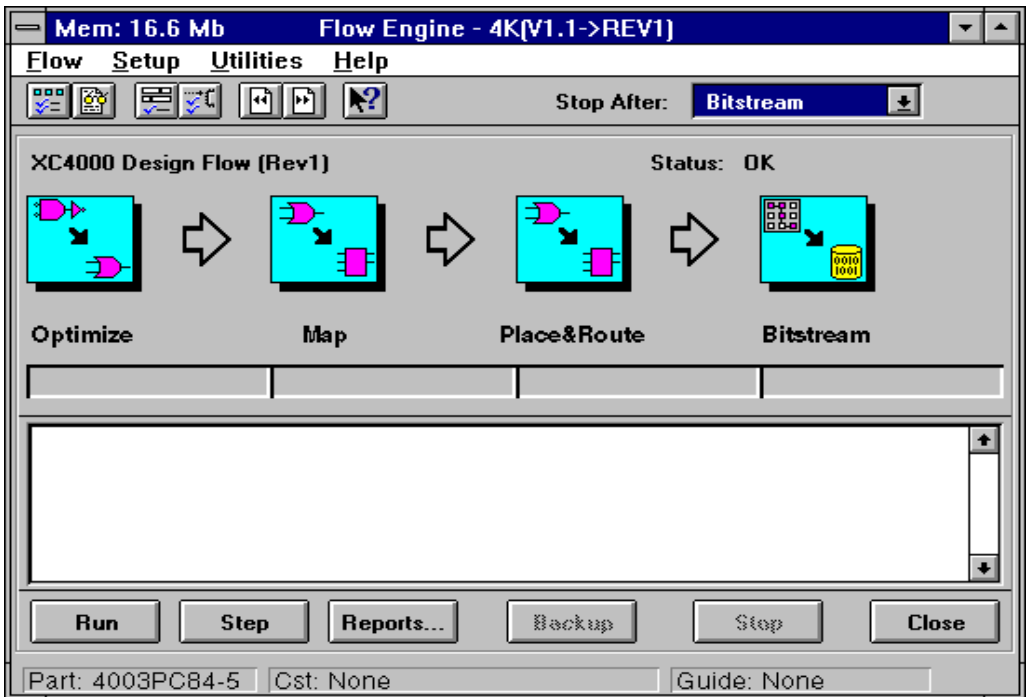 Mem: 16.6 Mb Flow Engine - 4K(V1.1->REV1)
Flow Setup Utilities Help
Stop After: Bitstream
XC4000 Design Flow (Rev1) Status: OK
0010
1001
Optimize Map Place&Route Bitstream
Run Step Reports... Backup Stop Close
Part: 4003PC84-5 Cst: None Guide: None